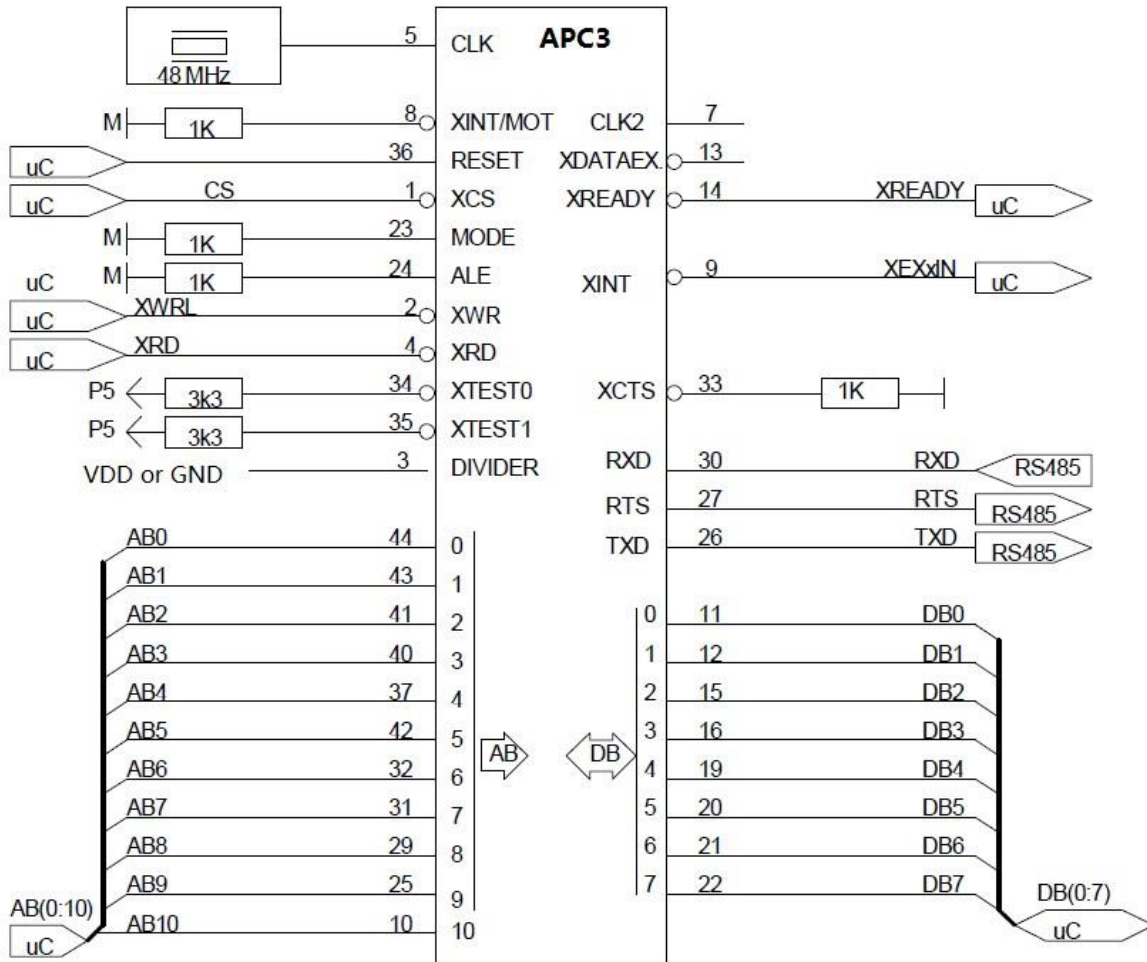 5 CLK APC3
48 MHz
M 1K 8 XINT/MOT CLK2 7
uC 36 RESET XDATAEX. 13
uC CS 1 XCS XREADY 14 XREADY uC
M 1K 23 MODE
uC M 1K 24 ALE XINT 9 XEXxIN uC
uC XWRL 2 XWR
uC XRD 4 XRD
P5 3k3 34 XTEST0 XCTS 33 1K
P5 3k3 35 XTEST1
VDD or GND 3 DIVIDER RXD 30 RXD RS485
RTS 27 RTS RS485
AB0 44 0 TXD 26 TXD RS485
AB1 43 1
AB2 41 2 0 11 DB0
AB3 40 3 1 12 DB1
AB4 37 4 2 15 DB2
AB5 42 5 AB DB 3 16 DB3
AB6 32 6 4 19 DB4
AB7 31 7 5 20 DB5
AB8 29 8 6 21 DB6
AB9 25 9 7 22 DB7
AB(0:10) DB(0:7)
uC AB10 10 10 uC